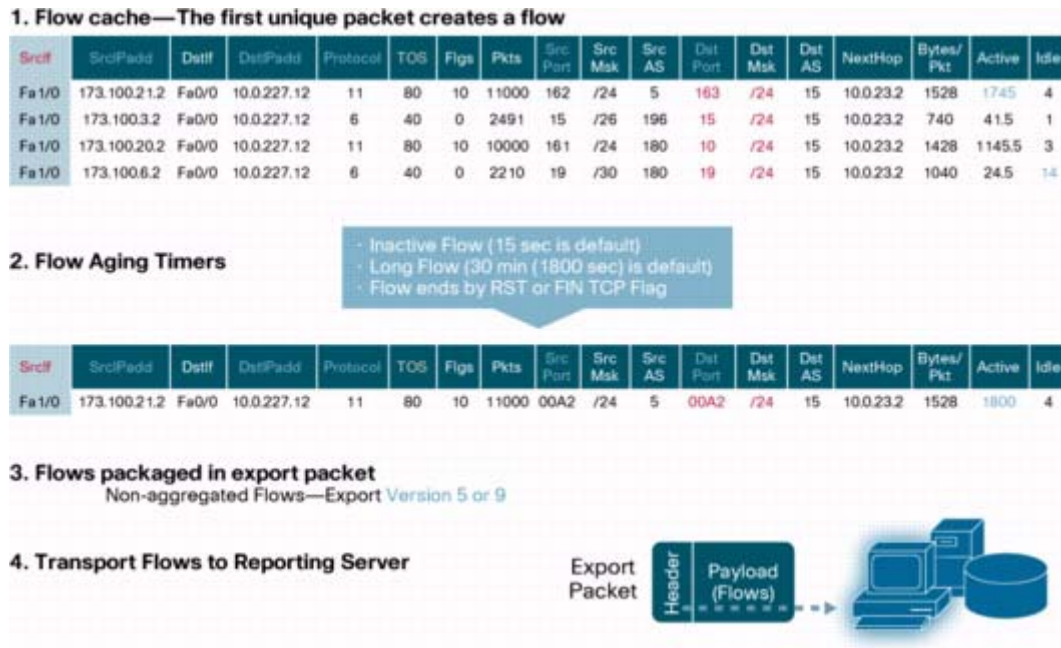 1. Flow cache—The first unique packet creates a flow
SrcIf SrcIPadd DstIf DstIPadd Protocol TOS Flgs Pkts Src Port Src Msk Src AS Dst Port Dst Msk Dst AS NextHop Bytes/Pkt Active Idle
Fa1/0 173.100.21.2 Fa0/0 10.0.227.12 11 80 10 11000 162 /24 5 163 /24 15 10.0.23.2 1528 1745 4
Fa1/0 173.100.3.2 Fa0/0 10.0.227.12 6 40 0 2491 15 /26 196 15 /24 15 10.0.23.2 740 41.5 1
Fa1/0 173.100.20.2 Fa0/0 10.0.227.12 11 80 10 10000 161 /24 180 10 /24 15 10.0.23.2 1428 1145.5 3
Fa1/0 173.100.6.2 Fa0/0 10.0.227.12 6 40 0 2210 19 /30 180 19 /24 15 10.0.23.2 1040 24.5 14
2. Flow Aging Timers
· Inactive Flow (15 sec is default)
· Long Flow (30 min (1800 sec) is default)
· Flow ends by RST or FIN TCP Flag
SrcIf SrcIPadd DstIf DstIPadd Protocol TOS Flgs Pkts Src Port Src Msk Src AS Dst Port Dst Msk Dst AS NextHop Bytes/Pkt Active Idle
Fa1/0 173.100.21.2 Fa0/0 10.0.227.12 11 80 10 11000 00A2 /24 5 00A2 /24 15 10.0.23.2 1528 1800 4
3. Flows packaged in export packet
Non-aggregated Flows—Export Version 5 or 9
4. Transport Flows to Reporting Server
Export Packet
Header
Payload (Flows)